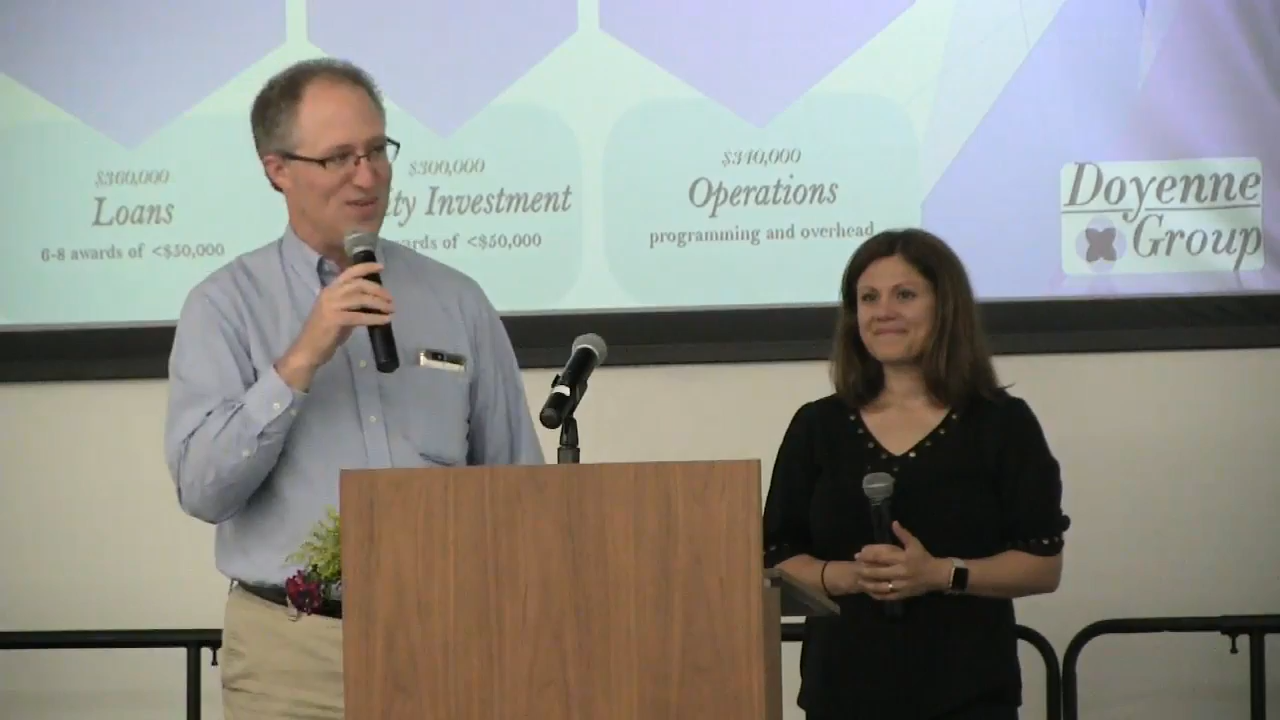 $360,000
Loans
6-8 awards of <$50,000
$300,000
ity Investment
ards of <$50,000
$340,000
Operations
programming and overhead
Doyenne
Group